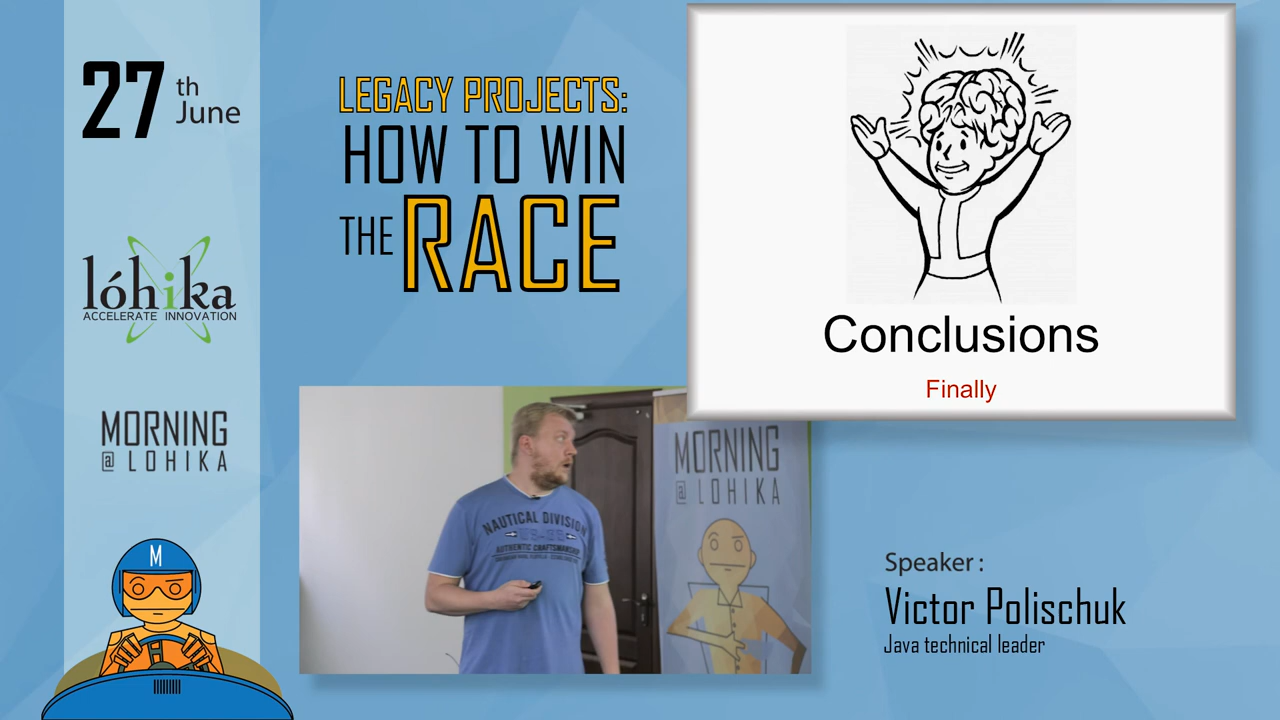 27
th
June
lóhika
ACCELERATE INNOVATION
MORNING
@ LOHIKA
M
LEGACY PROJECTS:
HOW TO WIN
THE RACE
Conclusions
Finally
NAUTICAL DIVISION
AUTHENTIC CRAFTSMANSHIP
MORNING
@ LOHIKA
Speaker :
Victor Polischuk
Java technical leader